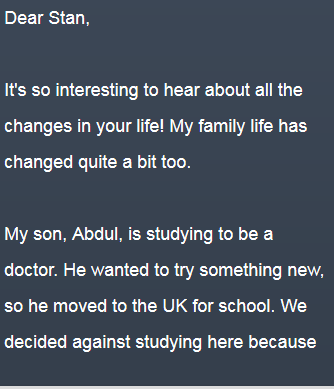 Dear Stan,
It's so interesting to hear about all the
changes in your life! My family life has
changed quite a bit too.
My son, Abdul, is studying to be a
doctor. He wanted to try something new,
so he moved to the UK for school. We
decided against studying here because